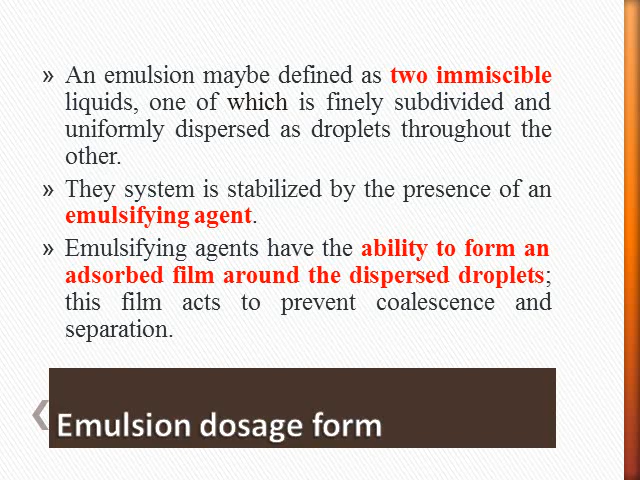 » An emulsion maybe defined as two immiscible
liquids, one of which is finely subdivided and
uniformly dispersed as droplets throughout the
other.
» They system is stabilized by the presence of an
emulsifying agent.
» Emulsifying agents have the ability to form an
adsorbed film around the dispersed droplets;
this film acts to prevent coalescence and
separation.
Emulsion dosage form